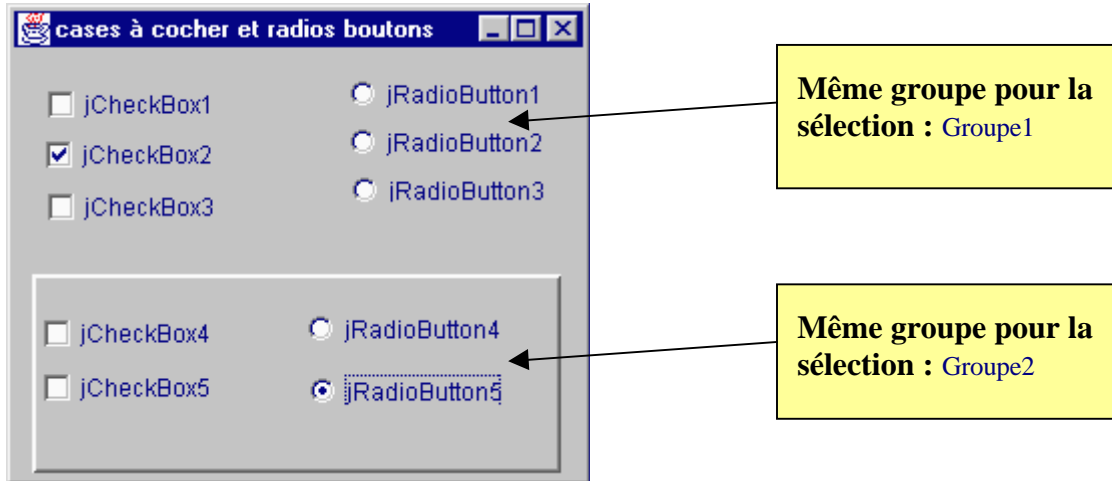 cases à cocher et radios boutons
jCheckBox1
jRadioButton1
jCheckBox2
jRadioButton2
jCheckBox3
jRadioButton3
Même groupe pour la
sélection : Groupe1
jCheckBox4
jRadioButton4
jCheckBox5
jRadioButton5
Même groupe pour la
sélection : Groupe2